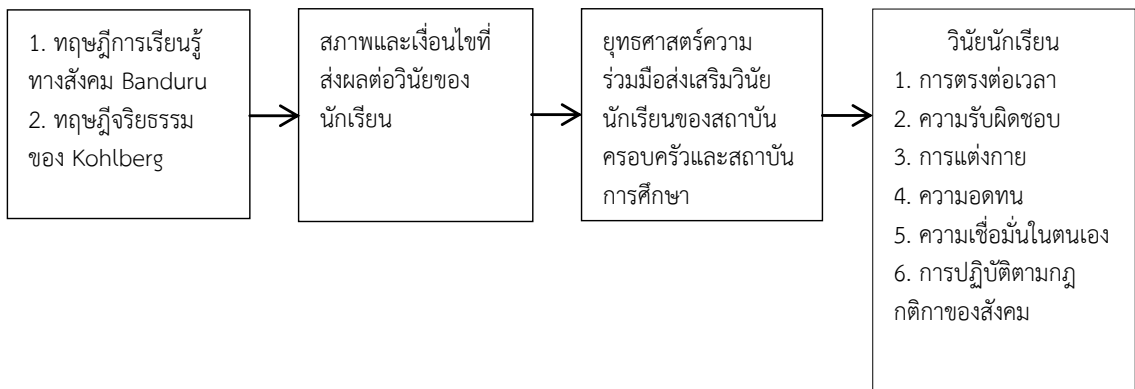 1. ทฤษฎีการเรียนรู้
ทางสังคม Banduru
2. ทฤษฎีจริยธรรม
ของ Kohlberg
สภาพและเงื่อนไขที่
ส่งผลต่อวินัยของ
นักเรียน
ยุทธศาสตร์ความ
ร่วมมือส่งเสริมวินัย
นักเรียนของสถาบัน
ครอบครัวและสถาบัน
การศึกษา
วินัยนักเรียน
1. การตรงต่อเวลา
2. ความรับผิดชอบ
3. การแต่งกาย
4. ความอดทน
5. ความเชื่อมั่นในตนเอง
6. การปฏิบัติตามกฎ
กติกาของสังคม